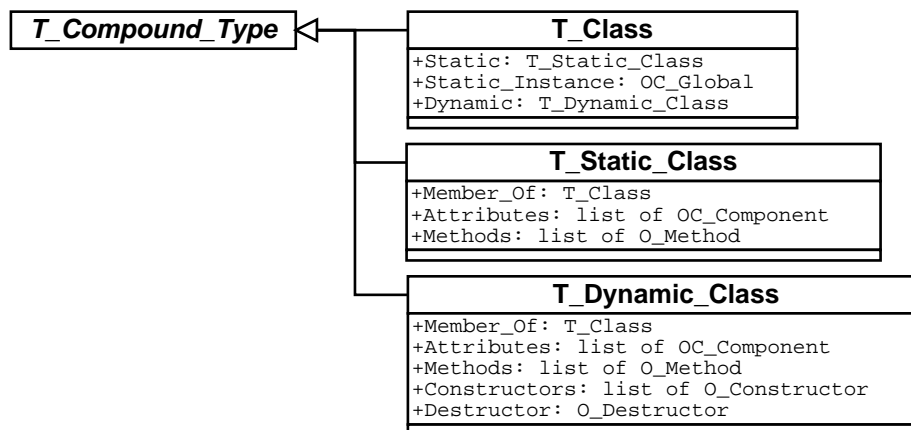 T_Compound_Type
T_Class
+Static: T_Static_Class
+Static_Instance: OC_Global
+Dynamic: T_Dynamic_Class
T_Static_Class
+Member_Of: T_Class
+Attributes: list of OC_Component
+Methods: list of O_Method
T_Dynamic_Class
+Member_Of: T_Class
+Attributes: list of OC_Component
+Methods: list of O_Method
+Constructors: list of O_Constructor
+Destructor: O_Destructor